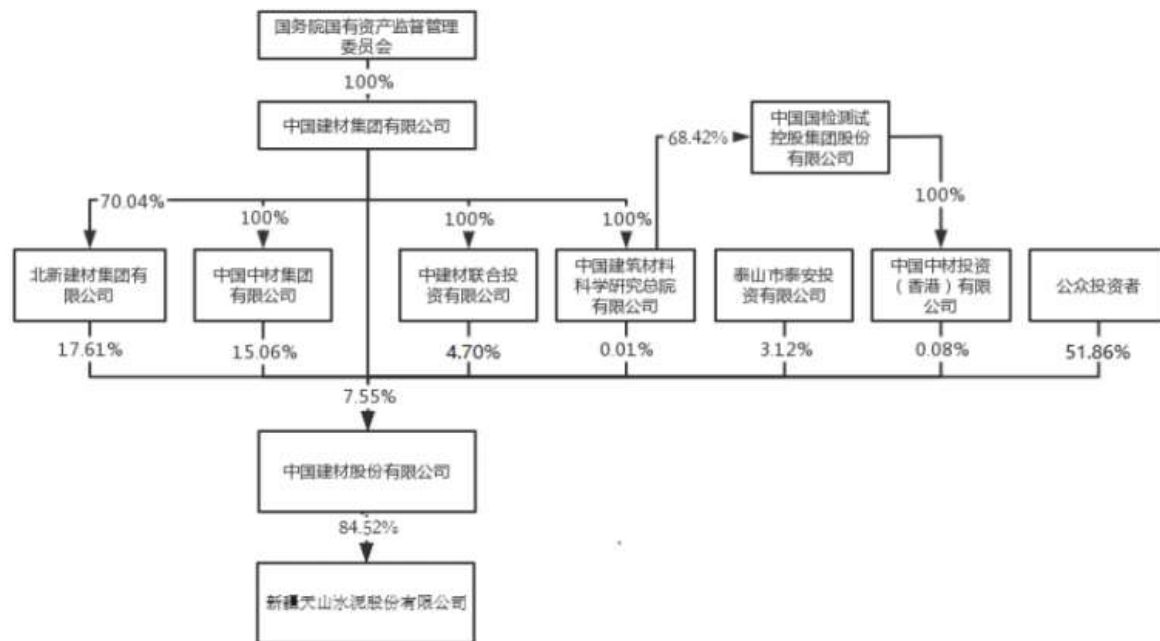 国务院国有资产监督管理
委员会
100%
中国建材集团有限公司
中国国检测试
控股集团股份
有限公司
68.42%
100%
70.04%
100%
100%
100%
北新建材集团有
限公司
中国中材集团
有限公司
中建材联合投
资有限公司
中国建筑材料
科学研究总院
有限公司
泰山市泰安投
资有限公司
中国中材投资
（香港）有限
公司
公众投资者
17.61%
15.06%
4.70%
0.01%
3.12%
0.08%
51.86%
7.55%
中国建材股份有限公司
84.52%
新疆天山水泥股份有限公司